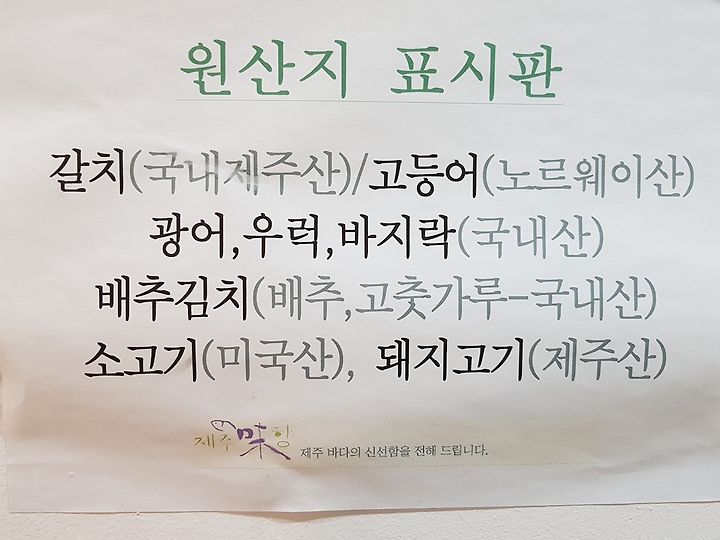 원산지 표시판
갈치(국내제주산)/고등어(노르웨이산)
광어,우럭,바지락(국내산)
배추김치(배추,고춧가루-국내산)
소고기(미국산), 돼지고기(제주산)
제주 味 항 제주 바다의 신선함을 전해 드립니다.